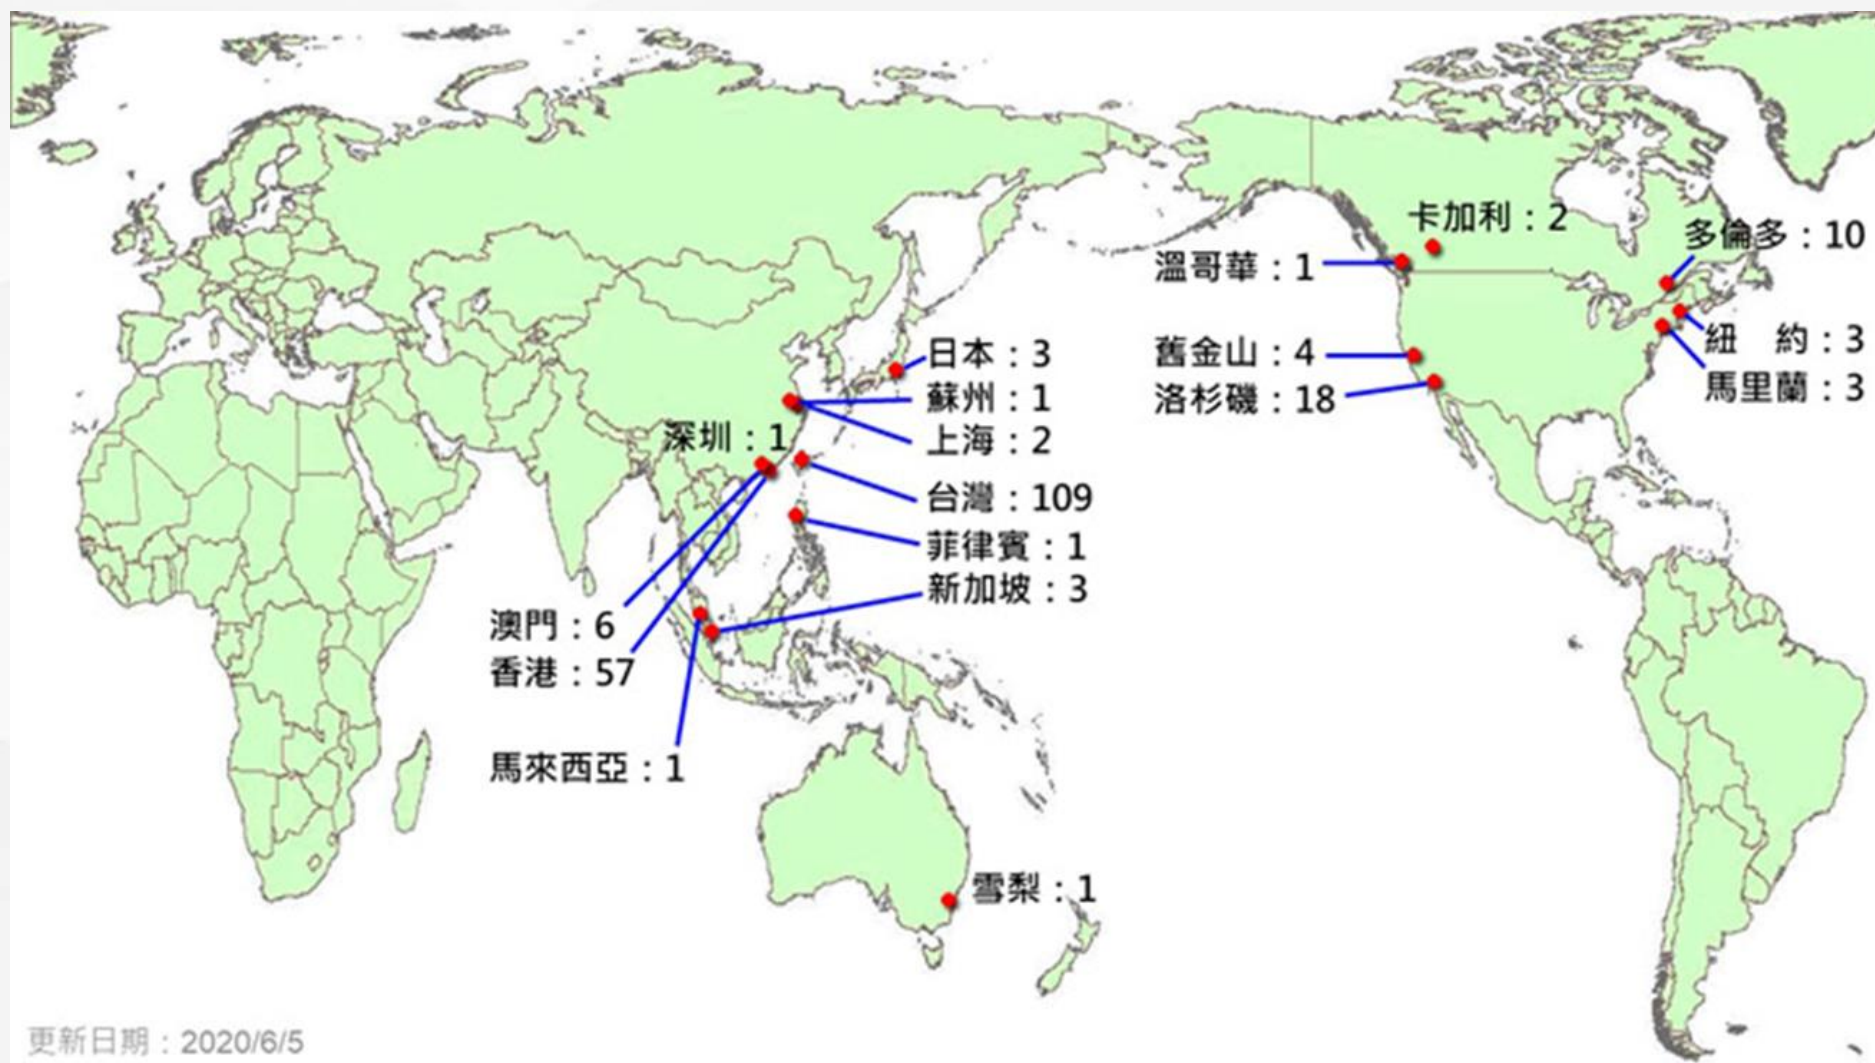 卡加利：2
多倫多：10
溫哥華：1
日本：3
舊金山：4
紐　約：3
蘇州：1
洛杉磯：18
馬里蘭：3
深圳：1
上海：2
台灣：109
菲律賓：1
新加坡：3
澳門：6
香港：57
馬來西亞：1
雪梨：1
更新日期：2020/6/5